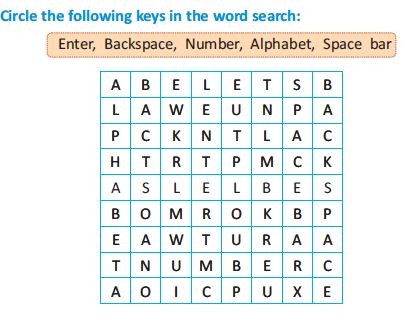 Circle the following keys in the word search:
Enter, Backspace, Number, Alphabet, Space bar
A B E L E T S B
L A W E U N P A
P C K N T L A C
H T R T P M C K
A S L E L B E S
B O M R O K B P
E A W T U R A A
T N U M B E R C
A O I C P U X E